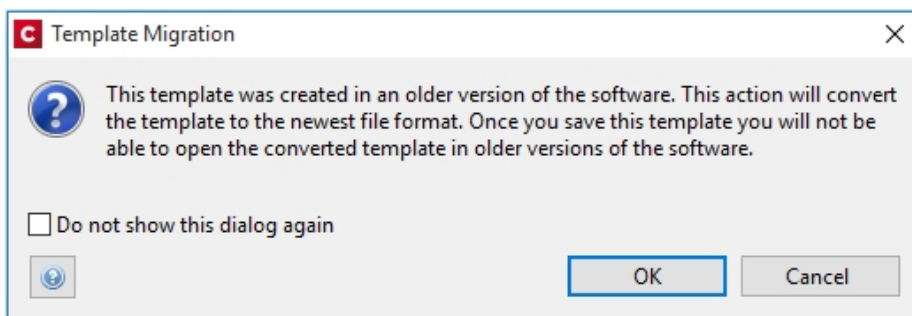 C Template Migration
This template was created in an older version of the software. This action will convert
the template to the newest file format. Once you save this template you will not be
able to open the converted template in older versions of the software.
Do not show this dialog again
OK Cancel